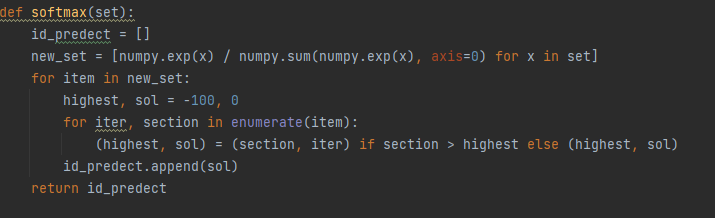 def softmax(set):
    id_predect = []
    new_set = [numpy.exp(x) / numpy.sum(numpy.exp(x), axis=0) for x in set]
    for item in new_set:
        highest, sol = -100, 0
        for iter, section in enumerate(item):
            (highest, sol) = (section, iter) if section > highest else (highest, sol)
        id_predect.append(sol)
    return id_predect